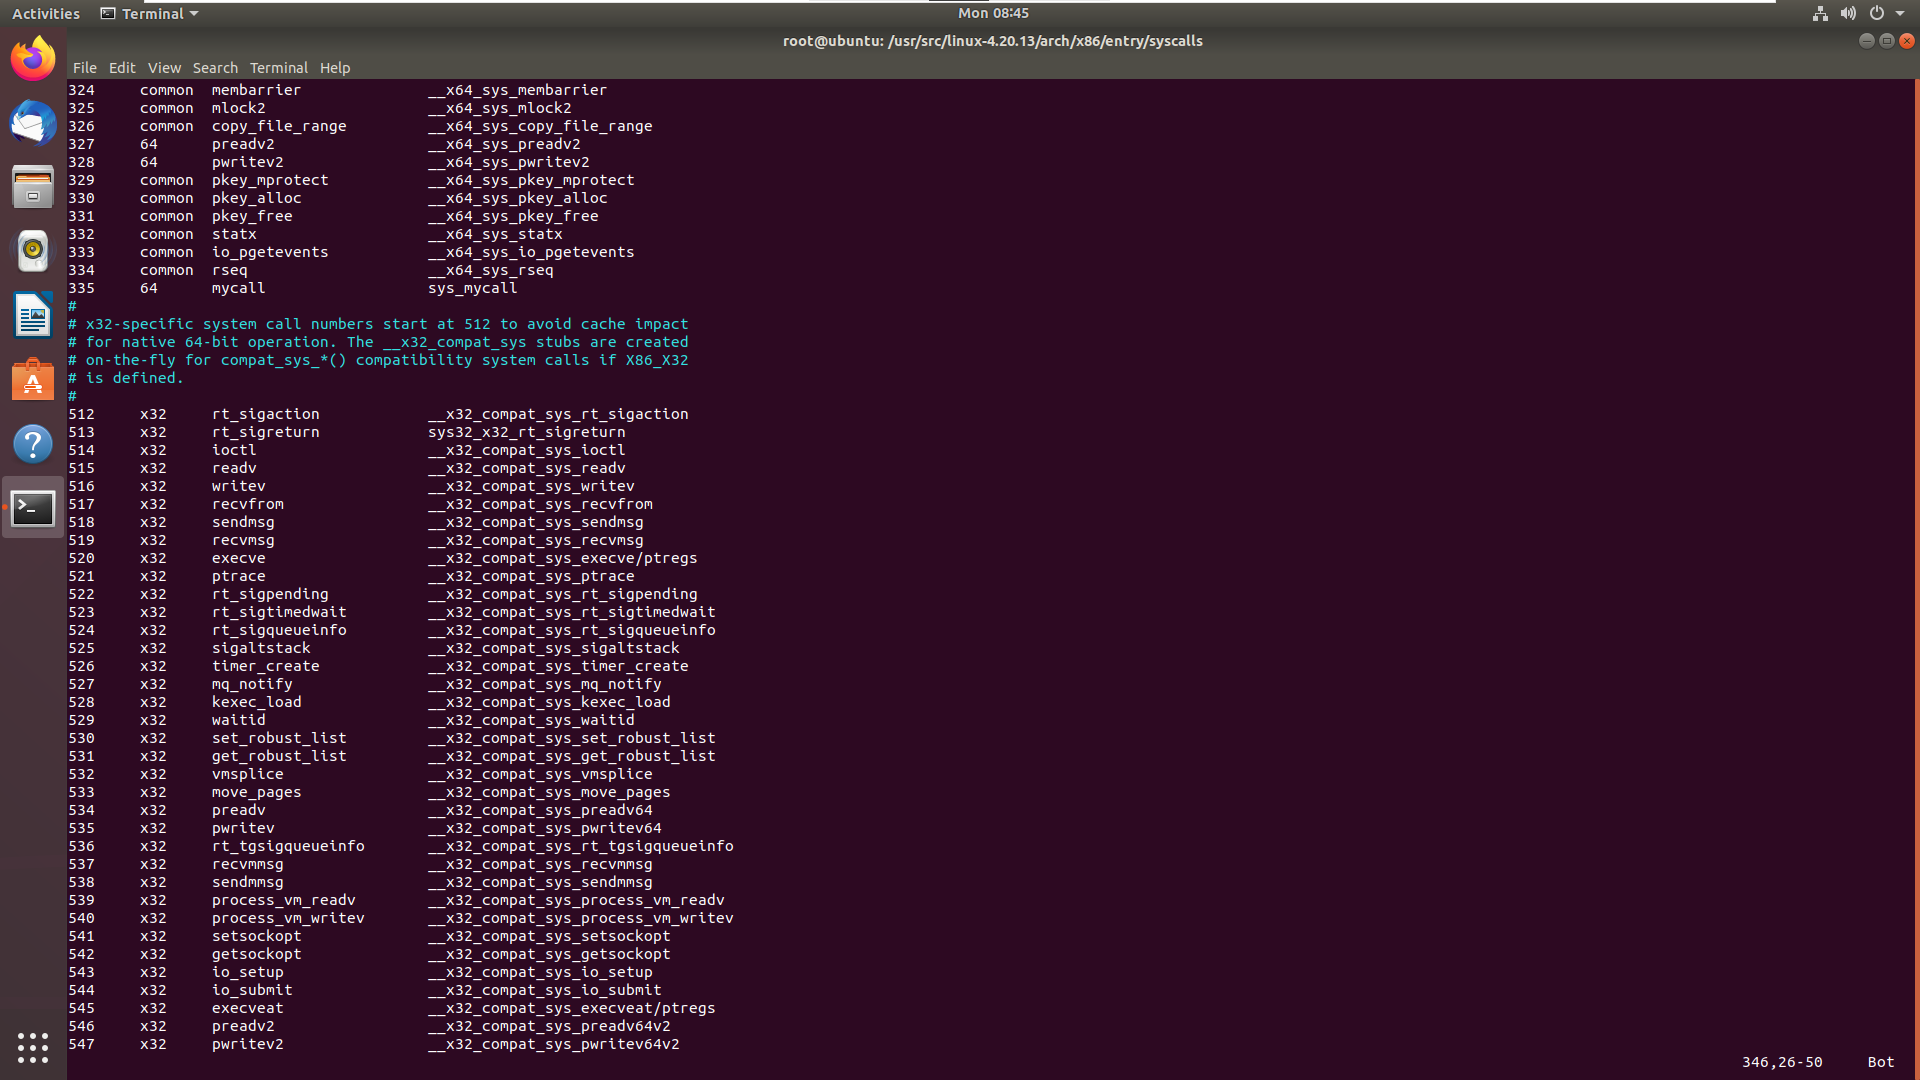 Activities Terminal Mon 08:45
root@ubuntu: /usr/src/linux-4.20.13/arch/x86/entry/syscalls
File Edit View Search Terminal Help
324 common membarrier __x64_sys_membarrier
325 common mlock2 __x64_sys_mlock2
326 common copy_file_range __x64_sys_copy_file_range
327 64 preadv2 __x64_sys_preadv2
328 64 pwritev2 __x64_sys_pwritev2
329 common pkey_mprotect __x64_sys_pkey_mprotect
330 common pkey_alloc __x64_sys_pkey_alloc
331 common pkey_free __x64_sys_pkey_free
332 common statx __x64_sys_statx
333 common io_pgetevents __x64_sys_io_pgetevents
334 common rseq __x64_sys_rseq
335 64 mycall sys_mycall
#
# x32-specific system call numbers start at 512 to avoid cache impact
# for native 64-bit operation. The __x32_compat_sys stubs are created
# on-the-fly for compat_sys_*() compatibility system calls if X86_X32
# is defined.
#
512 x32 rt_sigaction __x32_compat_sys_rt_sigaction
513 x32 rt_sigreturn sys32_x32_rt_sigreturn
514 x32 ioctl __x32_compat_sys_ioctl
515 x32 readv __x32_compat_sys_readv
516 x32 writev __x32_compat_sys_writev
517 x32 recvfrom __x32_compat_sys_recvfrom
518 x32 sendmsg __x32_compat_sys_sendmsg
519 x32 recvmsg __x32_compat_sys_recvmsg
520 x32 execve __x32_compat_sys_execve/ptregs
521 x32 ptrace __x32_compat_sys_ptrace
522 x32 rt_sigpending __x32_compat_sys_rt_sigpending
523 x32 rt_sigtimedwait __x32_compat_sys_rt_sigtimedwait
524 x32 rt_sigqueueinfo __x32_compat_sys_rt_sigqueueinfo
525 x32 sigaltstack __x32_compat_sys_sigaltstack
526 x32 timer_create __x32_compat_sys_timer_create
527 x32 mq_notify __x32_compat_sys_mq_notify
528 x32 kexec_load __x32_compat_sys_kexec_load
529 x32 waitid __x32_compat_sys_waitid
530 x32 set_robust_list __x32_compat_sys_set_robust_list
531 x32 get_robust_list __x32_compat_sys_get_robust_list
532 x32 vmsplice __x32_compat_sys_vmsplice
533 x32 move_pages __x32_compat_sys_move_pages
534 x32 preadv __x32_compat_sys_preadv64
535 x32 pwritev __x32_compat_sys_pwritev64
536 x32 rt_tgsigqueueinfo __x32_compat_sys_rt_tgsigqueueinfo
537 x32 recvmmsg __x32_compat_sys_recvmmsg
538 x32 sendmmsg __x32_compat_sys_sendmmsg
539 x32 process_vm_readv __x32_compat_sys_process_vm_readv
540 x32 process_vm_writev __x32_compat_sys_process_vm_writev
541 x32 setsockopt __x32_compat_sys_setsockopt
542 x32 getsockopt __x32_compat_sys_getsockopt
543 x32 io_setup __x32_compat_sys_io_setup
544 x32 io_submit __x32_compat_sys_io_submit
545 x32 execveat __x32_compat_sys_execveat/ptregs
546 x32 preadv2 __x32_compat_sys_preadv64v2
547 x32 pwritev2 __x32_compat_sys_pwritev64v2
346,26-50 Bot